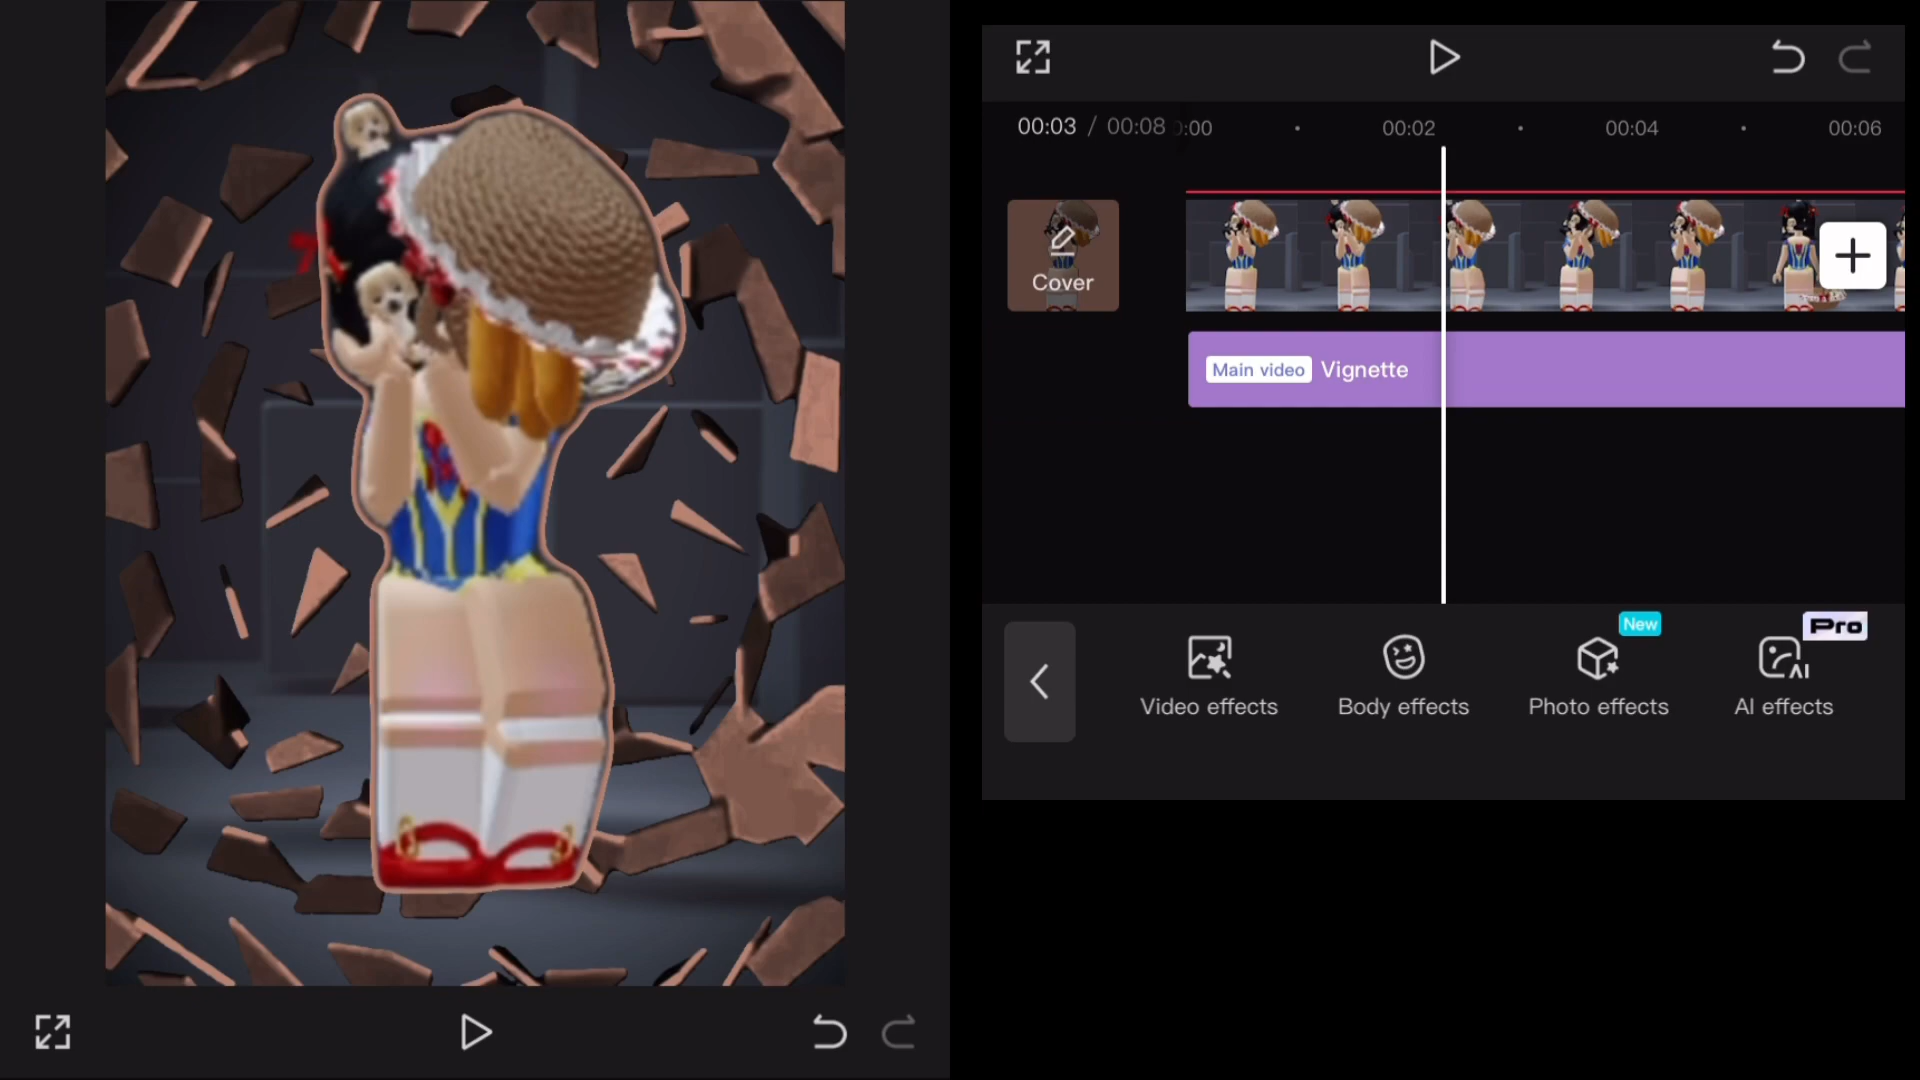 00:03 / 00:08
:00
00:02
00:04
00:06
Cover
Main video Vignette
New
Pro
Video effects
Body effects
Photo effects
AI effects